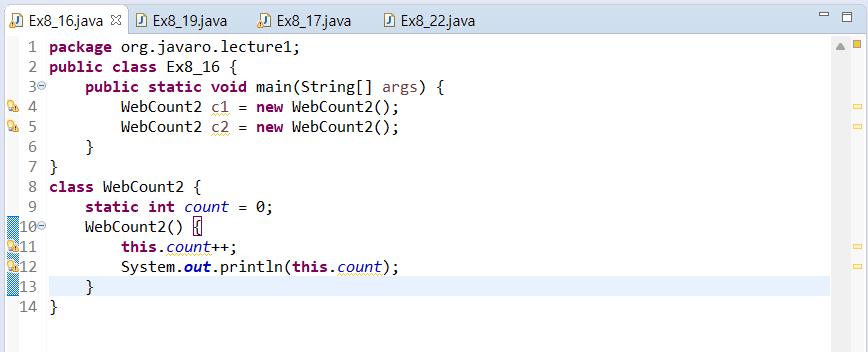 Ex8_16.java Ex8_19.java Ex8_17.java Ex8_22.java
1 package org.javaro.lecture1;
2 public class Ex8_16 {
3     public static void main(String[] args) {
4         WebCount2 c1 = new WebCount2();
5         WebCount2 c2 = new WebCount2();
6     }
7 }
8 class WebCount2 {
9     static int count = 0;
10     WebCount2() {
11         this.count++;
12         System.out.println(this.count);
13     }
14 }